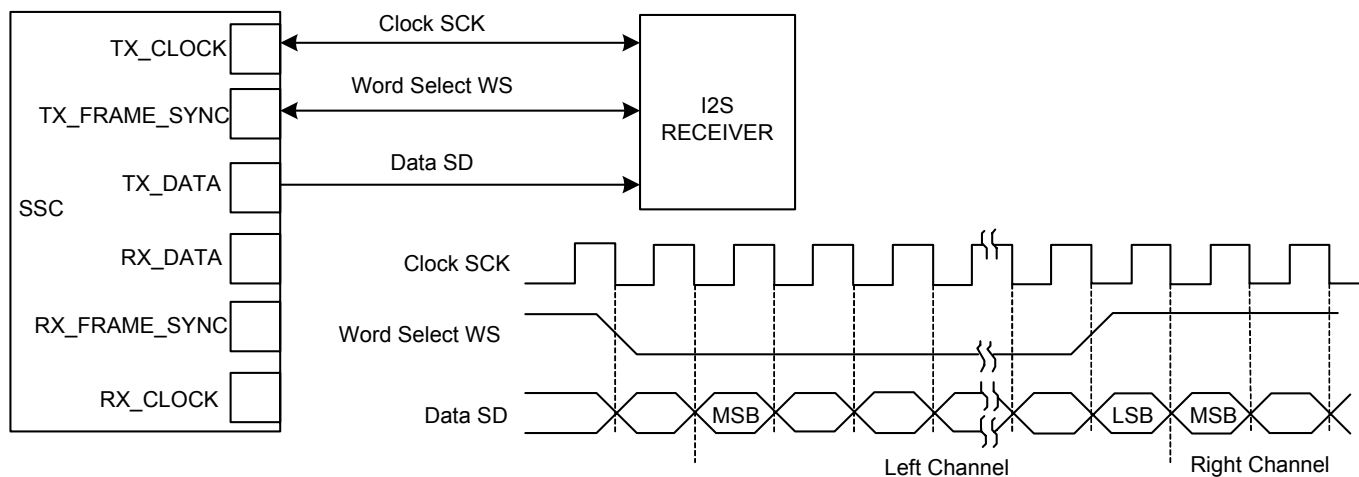 Clock SCK
TX_CLOCK
Word Select WS
TX_FRAME_SYNC
I2S
RECEIVER
Data SD
TX_DATA
SSC
RX_DATA
RX_FRAME_SYNC
RX_CLOCK
Clock SCK
Word Select WS
Data SD
MSB
LSB
MSB
Left Channel
Right Channel